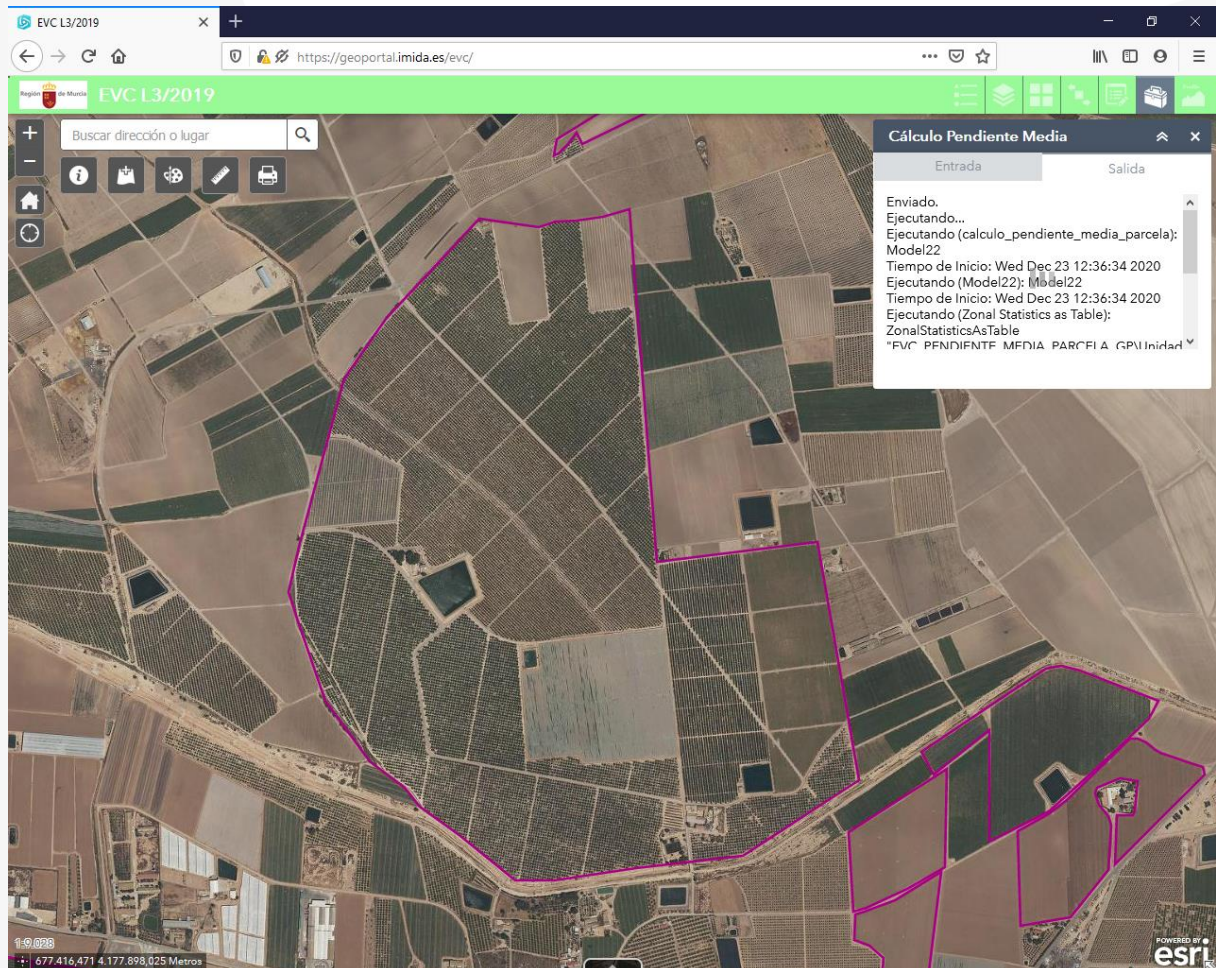 EVC L3/2019
https://geoportal.imida.es/evc/
Región de Murcia
EVC L3/2019
Buscar dirección o lugar
Cálculo Pendiente Media
Entrada
Salida
Enviado.
Ejecutando...
Ejecutando (calculo_pendiente_media_parcela):
Model22
Tiempo de Inicio: Wed Dec 23 12:36:34 2020
Ejecutando (Model22): Model22
Tiempo de Inicio: Wed Dec 23 12:36:34 2020
Ejecutando (Zonal Statistics as Table):
ZonalStatisticsAsTable
"EVC_PENDIENTE_MEDIA_PARCELA_GP\Unidad
1:9.028
677.416,471 4.177.898,025 Metros
POWERED BY
esri